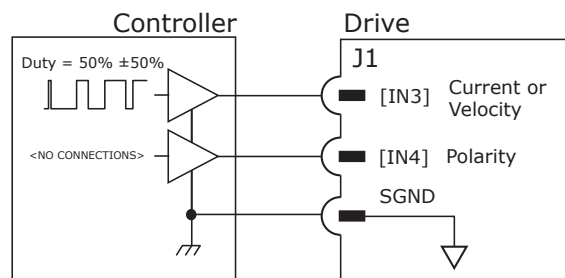 Controller
Drive
Duty = 50% ±50%
J1
[IN3]
Current or
Velocity
<NO CONNECTIONS>
[IN4]
Polarity
SGND